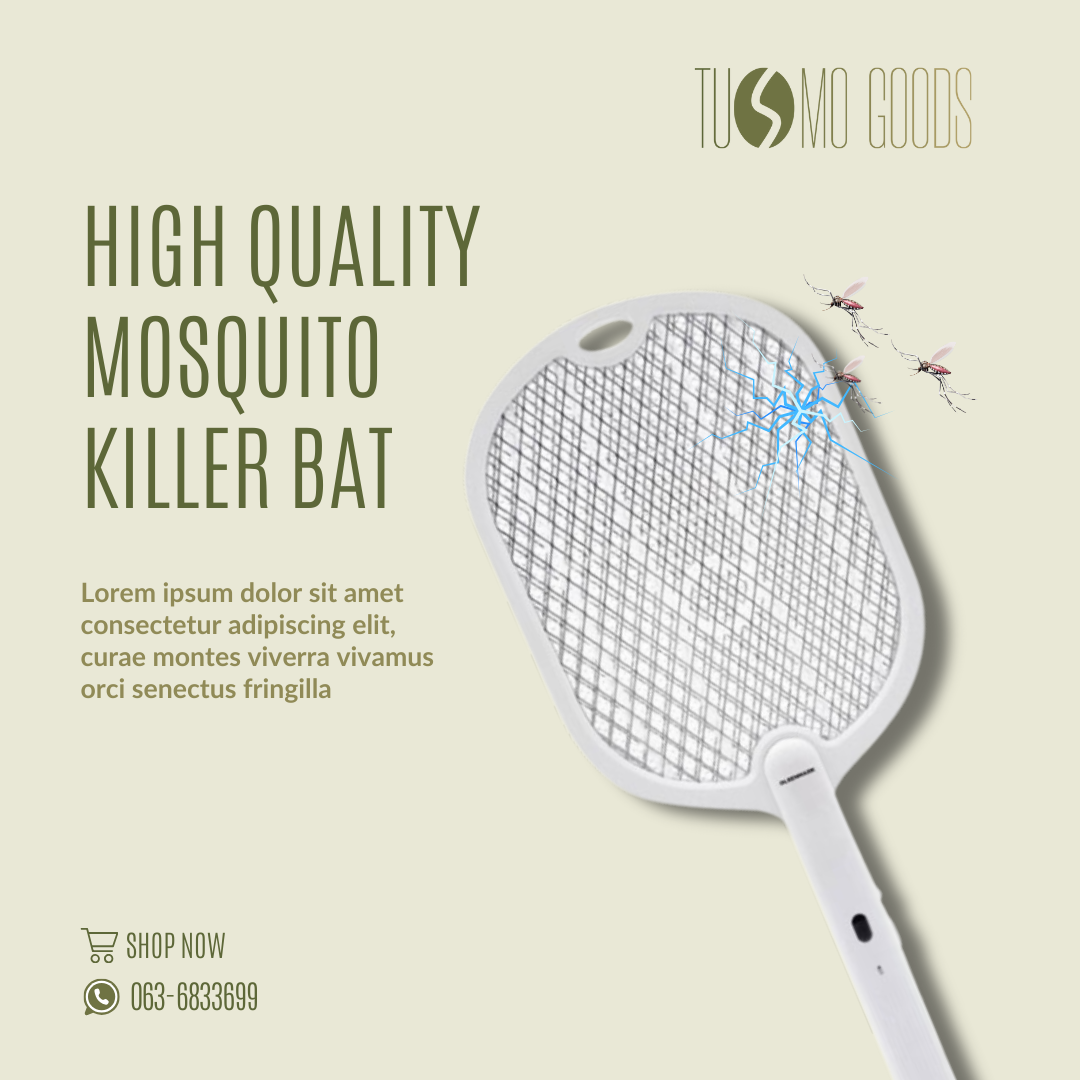 TUSMO GOODS
HIGH QUALITY
MOSQUITO
KILLER BAT
Lorem ipsum dolor sit amet
consectetur adipiscing elit,
curae montes viverra vivamus
orci senectus fringilla
OLSENMARK
SHOP NOW
063-6833699